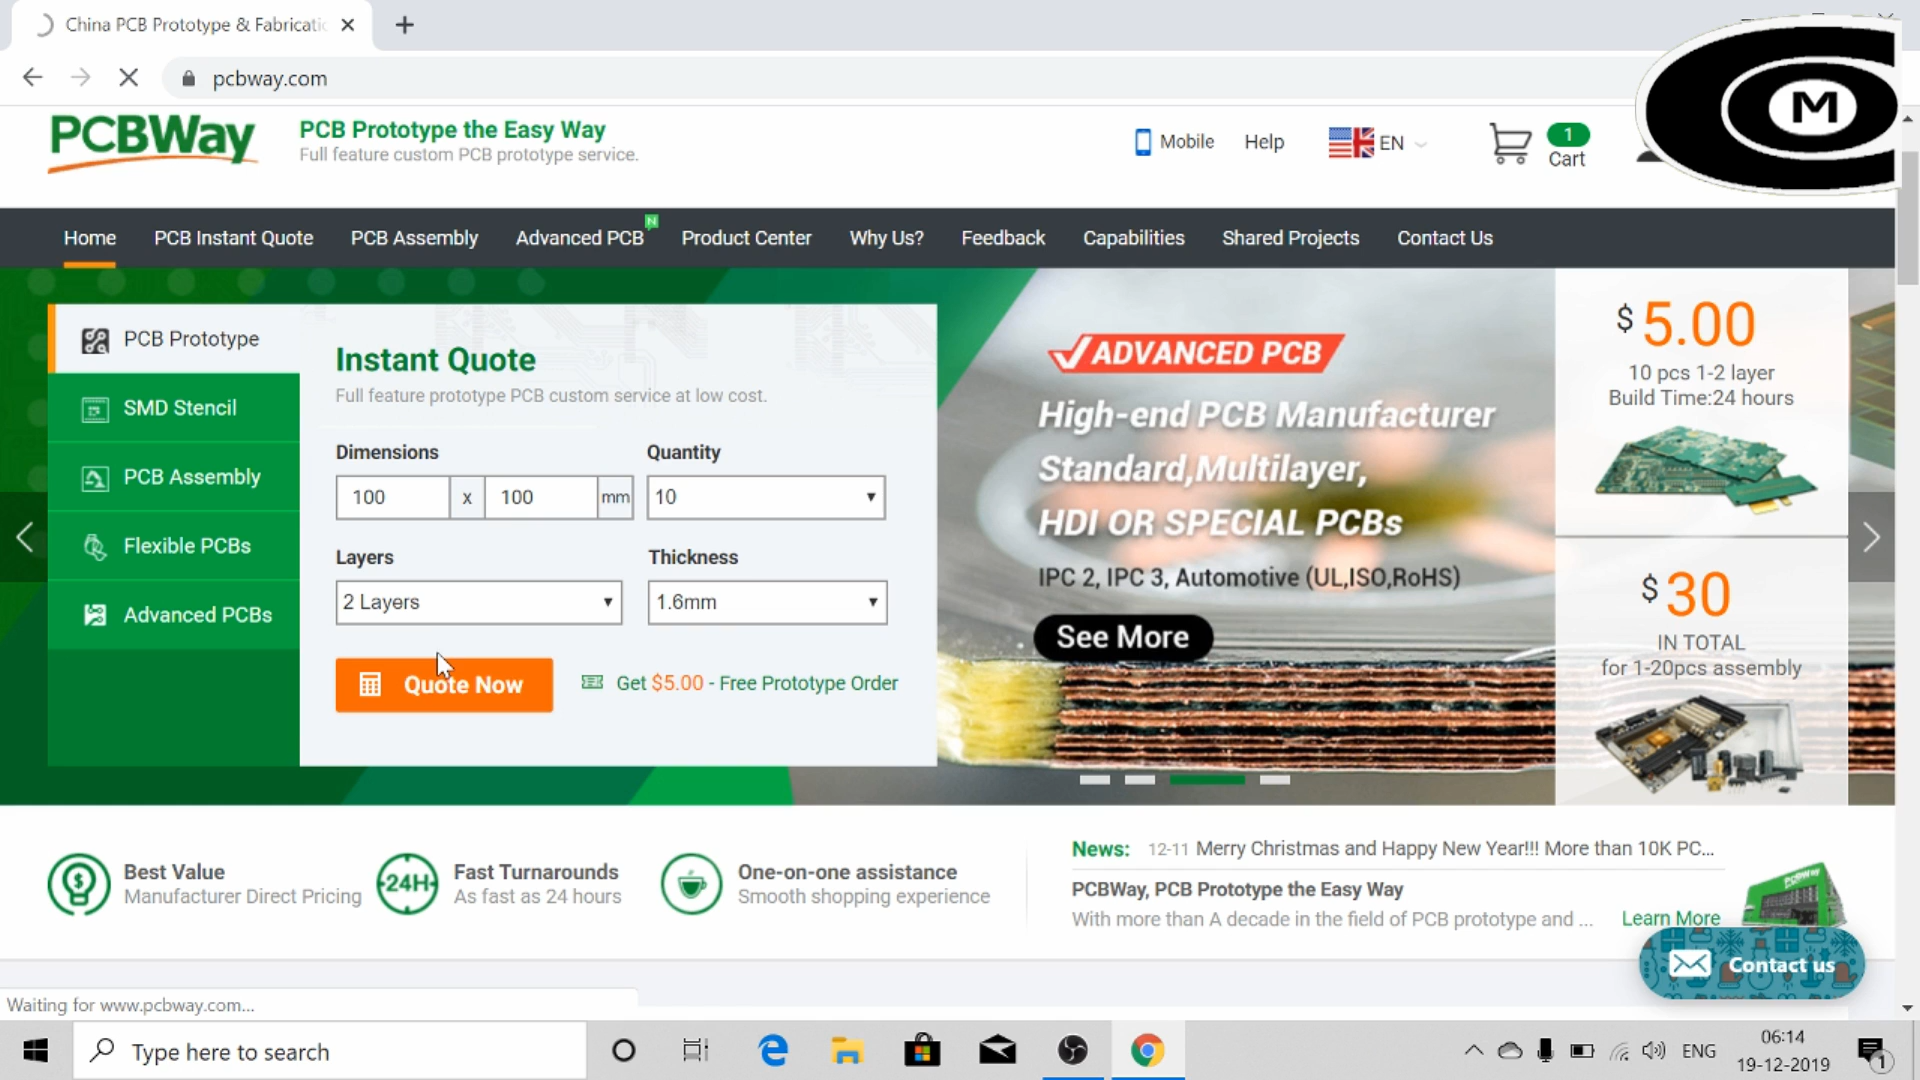 China PCB Prototype & Fabricati
pcbway.com
M
PCBWay
PCB Prototype the Easy Way
Full feature custom PCB prototype service.
Mobile
Help
EN
1
Cart
Home
PCB Instant Quote
PCB Assembly
Advanced PCB
N
Product Center
Why Us?
Feedback
Capabilities
Shared Projects
Contact Us
PCB Prototype
SMD Stencil
PCB Assembly
Flexible PCBs
Advanced PCBs
Instant Quote
Full feature prototype PCB custom service at low cost.
Dimensions
Quantity
100 x 100 mm
10
Layers
Thickness
2 Layers
1.6mm
Quote Now
Get $5.00 - Free Prototype Order
ADVANCED PCB
High-end PCB Manufacturer
Standard,Multilayer,
HDI OR SPECIAL PCBs
IPC 2, IPC 3, Automotive (UL,ISO,RoHS)
See More
$ 5.00
10 pcs 1-2 layer
Build Time:24 hours
$ 30
IN TOTAL
for 1-20pcs assembly
Best Value
Manufacturer Direct Pricing
24H
Fast Turnarounds
As fast as 24 hours
One-on-one assistance
Smooth shopping experience
News: 12-11 Merry Christmas and Happy New Year!!! More than 10K PC...
PCBWay, PCB Prototype the Easy Way
With more than A decade in the field of PCB prototype and ...
Learn More
PCBWay
Contact us
Waiting for www.pcbway.com...
Type here to search
ENG
06:14
19-12-2019
1